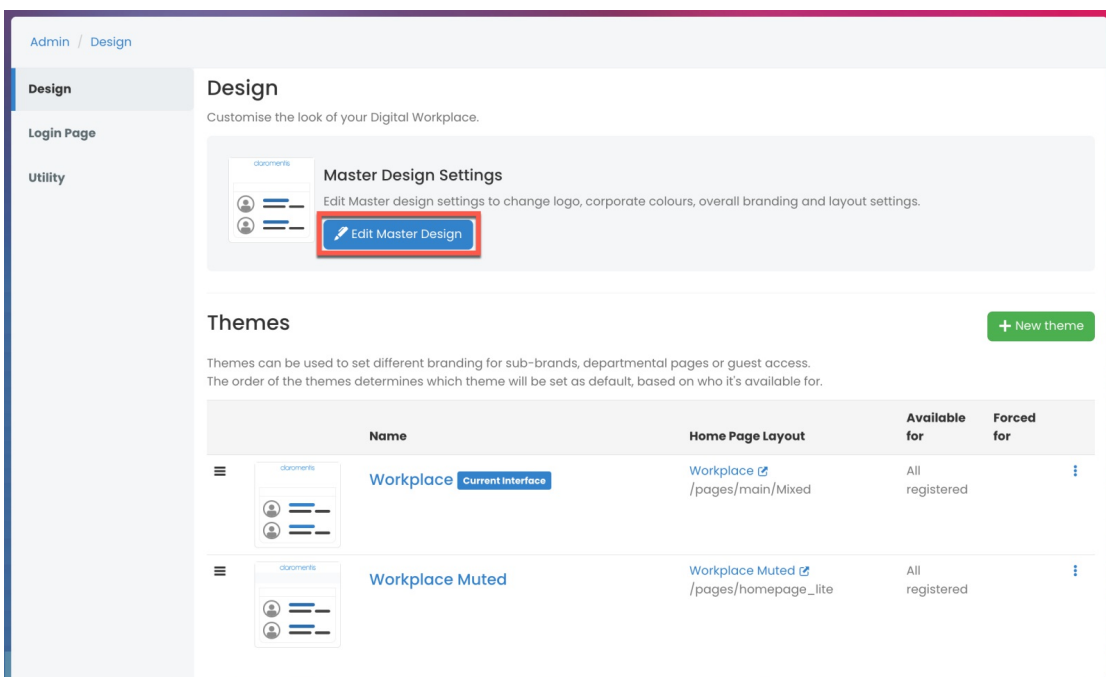 Admin / Design
Design
Login Page
Utility
Design
Customise the look of your Digital Workplace.
claromentis
Master Design Settings
Edit Master design settings to change logo, corporate colours, overall branding and layout settings.
Edit Master Design
Themes
+ New theme
Themes can be used to set different branding for sub-brands, departmental pages or guest access.
The order of the themes determines which theme will be set as default, based on who it's available for.
Name
Home Page Layout
Available
for
Forced
for
claromentis
Workplace Current Interface
Workplace
/pages/main/Mixed
All
registered
claromentis
Workplace Muted
Workplace Muted
/pages/homepage_lite
All
registered